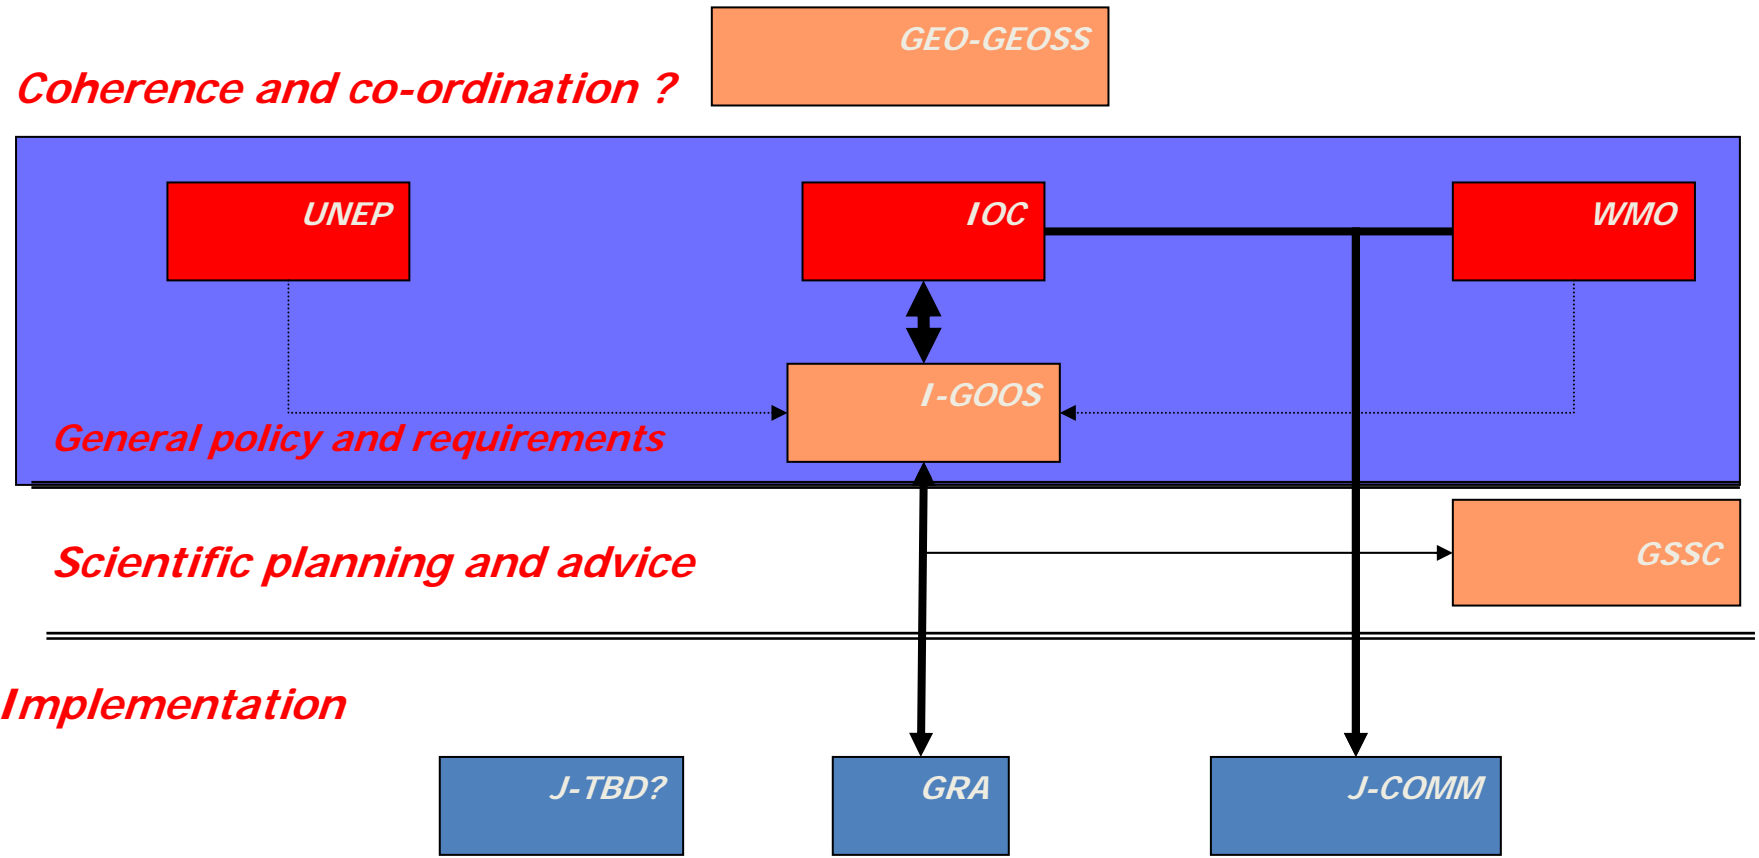 GEO-GEOSS
Coherence and co-ordination ?
UNEP
IOC
WMO
I-GOOS
General policy and requirements
Scientific planning and advice
GSSC
Implementation
J-TBD?
GRA
J-COMM